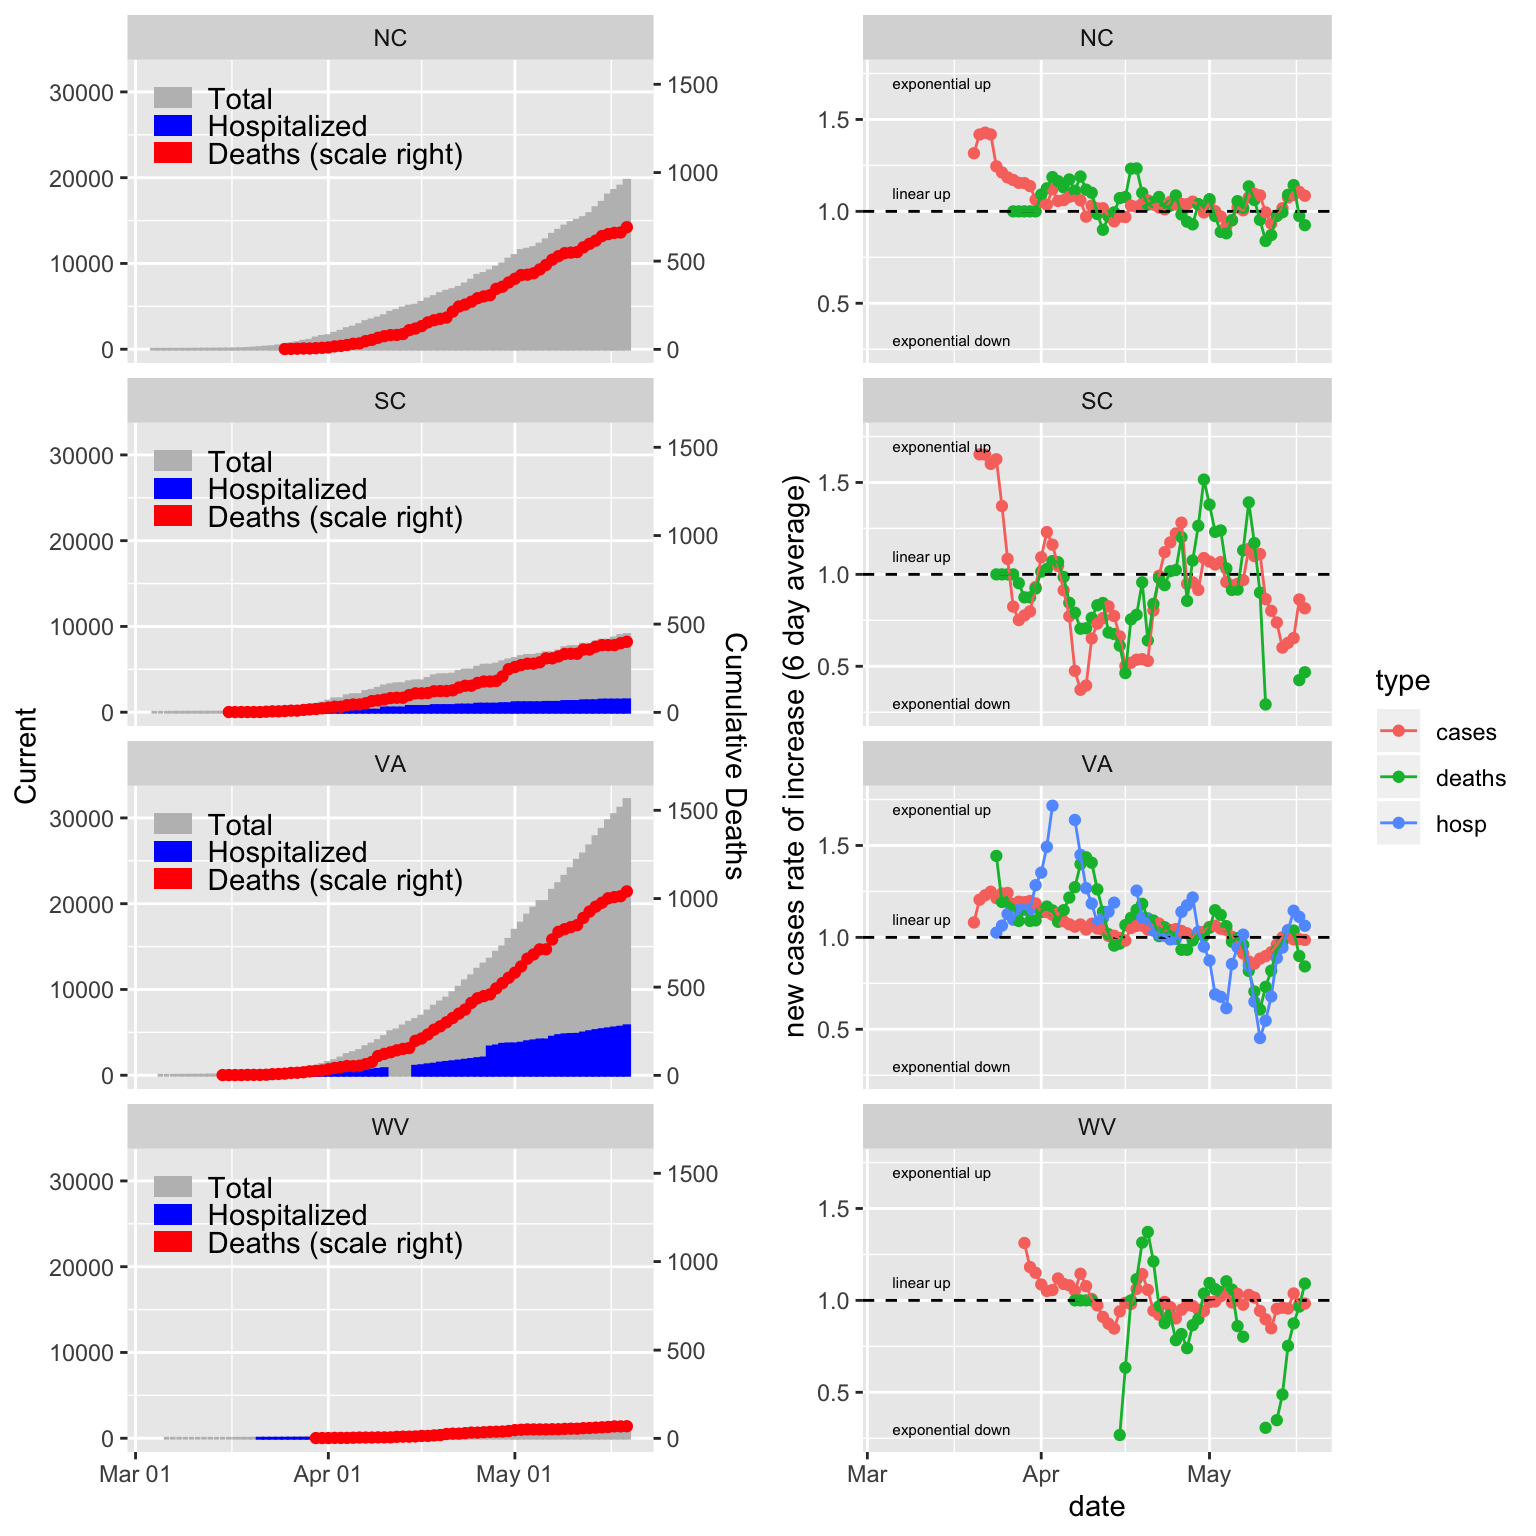 NC
30000
20000
10000
0
Total
Hospitalized
Deaths (scale right)
1500
1000
500
0
SC
30000
20000
10000
0
Total
Hospitalized
Deaths (scale right)
1500
1000
500
0
VA
30000
20000
10000
0
Total
Hospitalized
Deaths (scale right)
1500
1000
500
0
WV
30000
20000
10000
0
Total
Hospitalized
Deaths (scale right)
1500
1000
500
0
Mar 01
Apr 01
May 01
Current
Cumulative Deaths
NC
1.5
1.0
0.5
exponential up
linear up
exponential down
SC
1.5
1.0
0.5
exponential up
linear up
exponential down
VA
1.5
1.0
0.5
exponential up
linear up
exponential down
WV
1.5
1.0
0.5
exponential up
linear up
exponential down
Mar
Apr
May
date
new cases rate of increase (6 day average)
type
cases
deaths
hosp